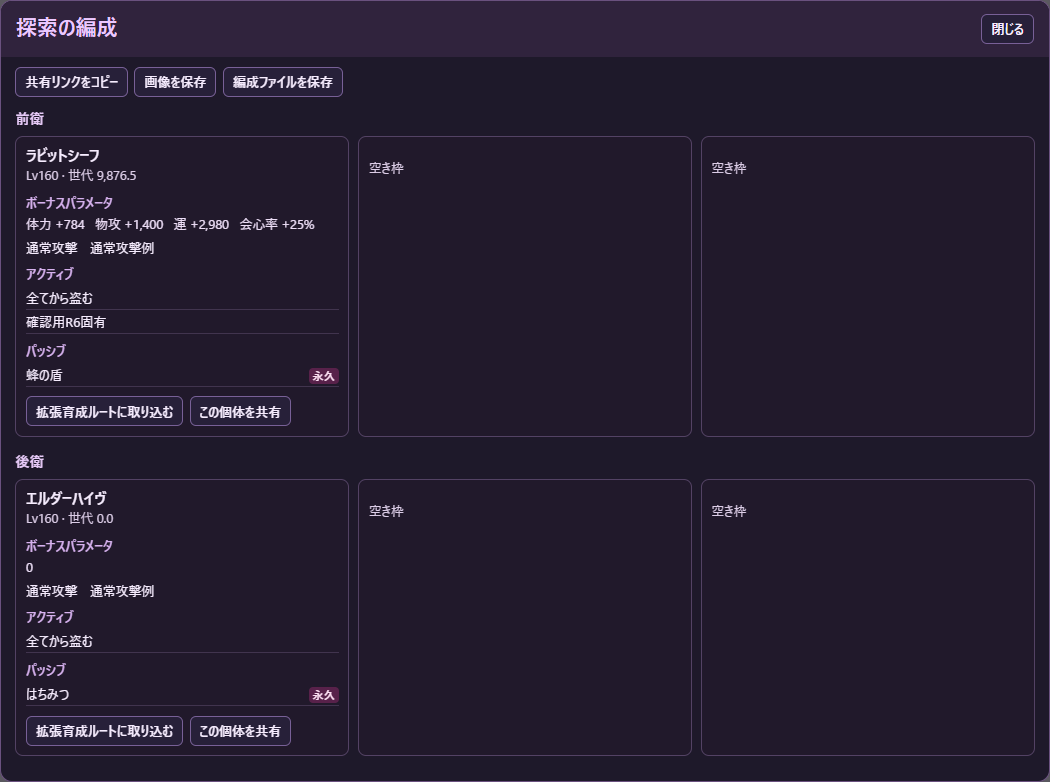 探索の編成
閉じる
共有リンクをコピー 画像を保存 編成ファイルを保存
前衛
ラビットシーフ
Lv160・世代 9,876.5
ボーナスパラメータ
体力 +784 物攻 +1,400 運 +2,980 会心率 +25%
通常攻撃 通常攻撃例
アクティブ
全てから盗む
確認用R6固有
パッシブ
蜂の盾 永久
拡張育成ルートに取り込む この個体を共有
空き枠
空き枠
後衛
エルダーハイヴ
Lv160・世代 0.0
ボーナスパラメータ
0
通常攻撃 通常攻撃例
アクティブ
全てから盗む
パッシブ
はちみつ 永久
拡張育成ルートに取り込む この個体を共有
空き枠
空き枠